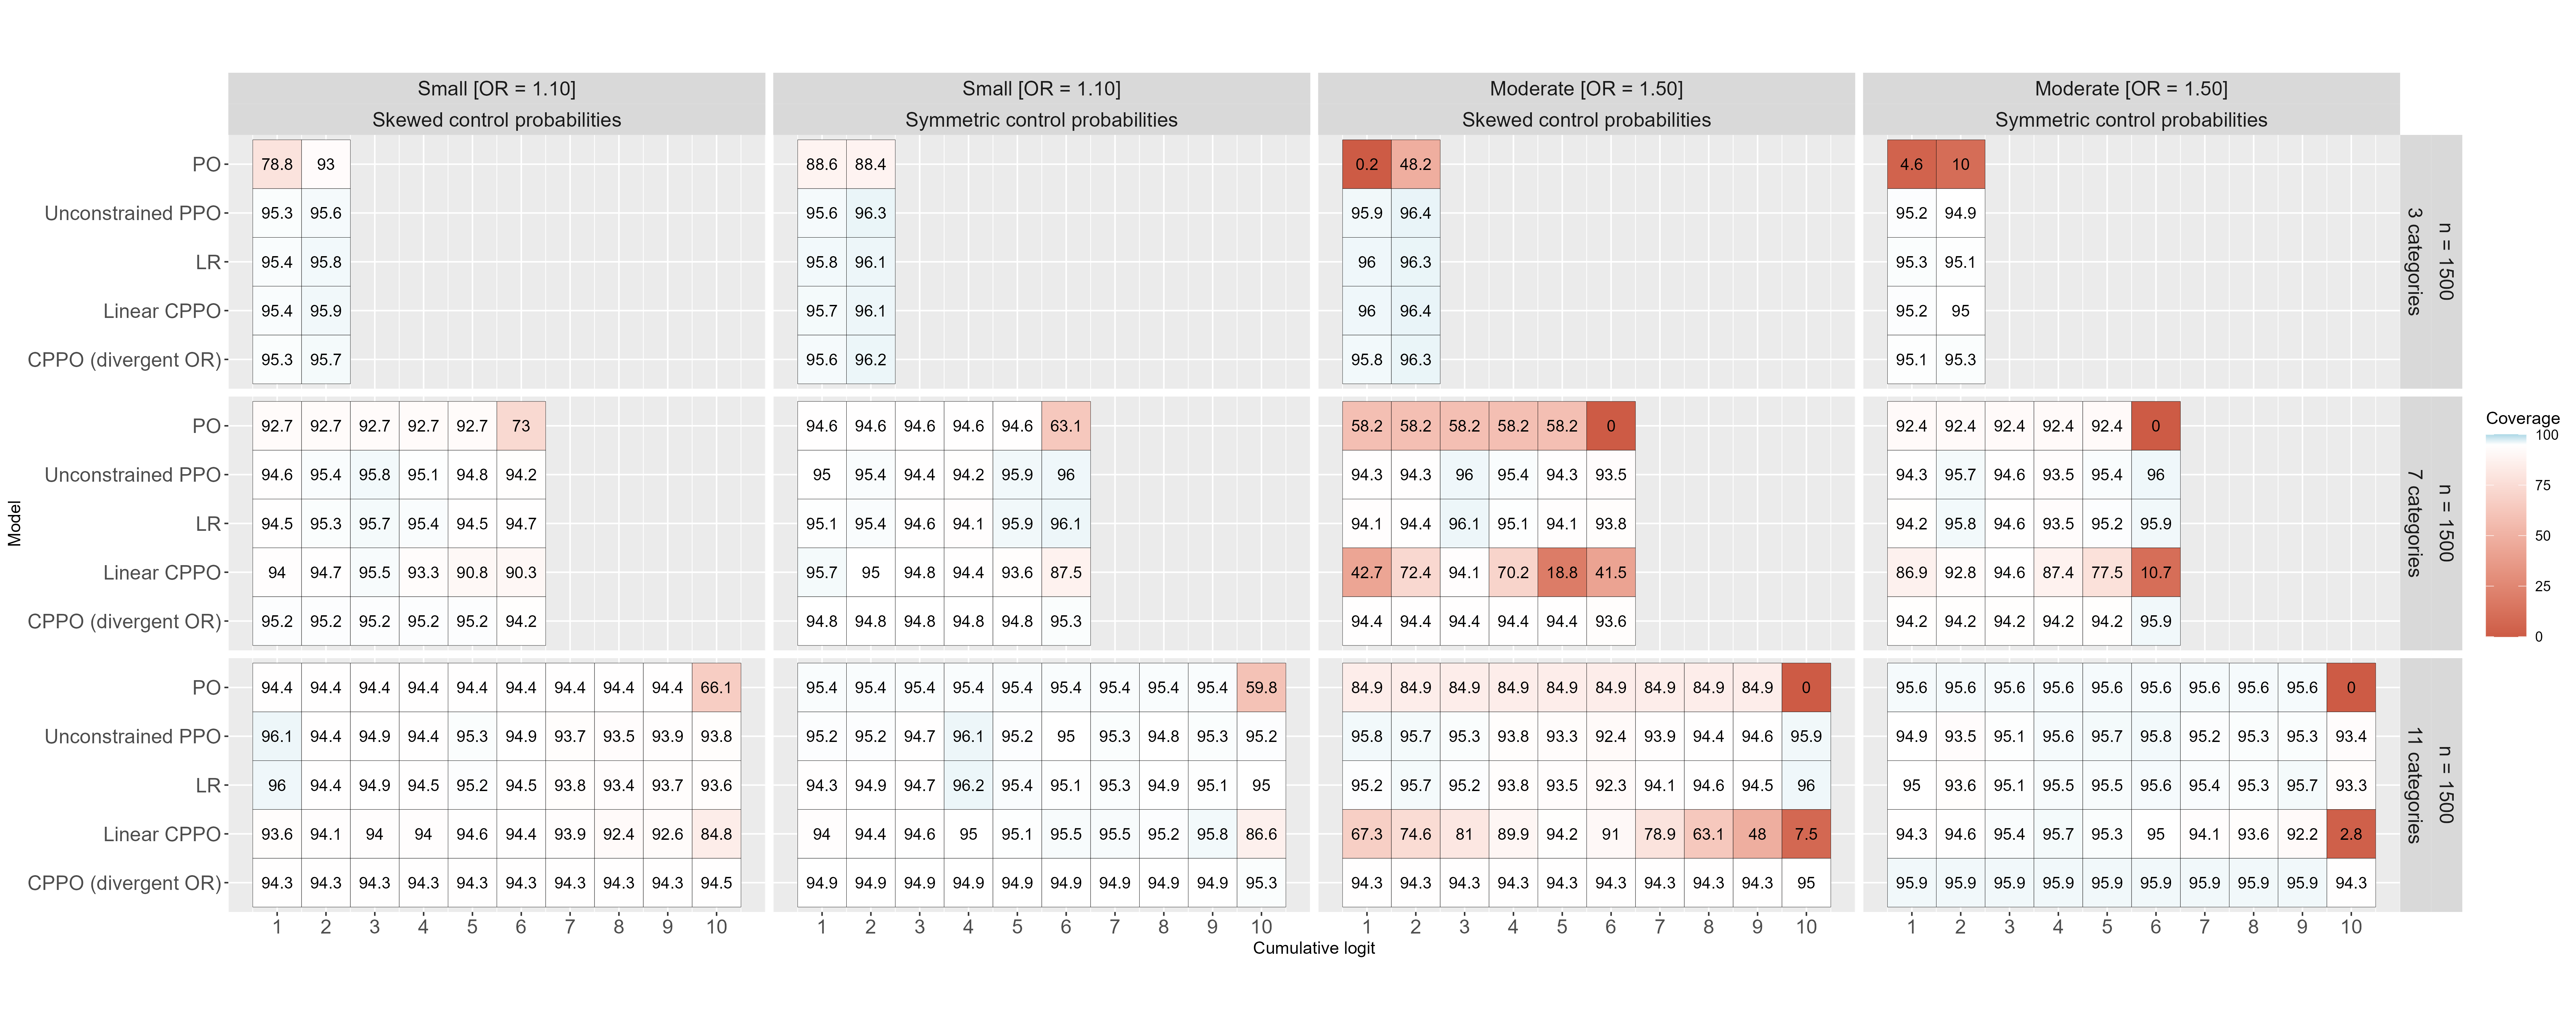 Small [OR = 1.10] Small [OR = 1.10] Moderate [OR = 1.50] Moderate [OR = 1.50]
Skewed control probabilities Symmetric control probabilities Skewed control probabilities Symmetric control probabilities
PO 78.8 93 88.6 88.4 0.2 48.2 4.6 10
Unconstrained PPO 95.3 95.6 95.6 96.3 95.9 96.4 95.2 94.9
LR 95.4 95.8 95.8 96.1 96 96.3 95.3 95.1
Linear CPPO 95.4 95.9 95.7 96.1 96 96.4 95.2 95
CPPO (divergent OR) 95.3 95.7 95.6 96.2 95.8 96.3 95.1 95.3
n = 1500
3 categories
PO 92.7 92.7 92.7 92.7 92.7 73 94.6 94.6 94.6 94.6 94.6 63.1 58.2 58.2 58.2 58.2 58.2 0 92.4 92.4 92.4 92.4 92.4 0
Unconstrained PPO 94.6 95.4 95.8 95.1 94.8 94.2 95 95.4 94.4 94.2 95.9 96 94.3 94.3 96 95.4 94.3 93.5 94.3 95.7 94.6 93.5 95.4 96
LR 94.5 95.3 95.7 95.4 94.5 94.7 95.1 95.4 94.6 94.1 95.9 96.1 94.1 94.4 96.1 95.1 94.1 93.8 94.2 95.8 94.6 93.5 95.2 95.9
Linear CPPO 94 94.7 95.5 93.3 90.8 90.3 95.7 95 94.8 94.4 93.6 87.5 42.7 72.4 94.1 70.2 18.8 41.5 86.9 92.8 94.6 87.4 77.5 10.7
CPPO (divergent OR) 95.2 95.2 95.2 95.2 95.2 94.2 94.8 94.8 94.8 94.8 94.8 95.3 94.4 94.4 94.4 94.4 94.4 93.6 94.2 94.2 94.2 94.2 94.2 95.9
n = 1500
7 categories
PO 94.4 94.4 94.4 94.4 94.4 94.4 94.4 94.4 94.4 66.1 95.4 95.4 95.4 95.4 95.4 95.4 95.4 95.4 95.4 59.8 84.9 84.9 84.9 84.9 84.9 84.9 84.9 84.9 84.9 0 95.6 95.6 95.6 95.6 95.6 95.6 95.6 95.6 95.6 0
Unconstrained PPO 96.1 94.4 94.9 94.4 95.3 94.9 93.7 93.5 93.9 93.8 95.2 95.2 94.7 96.1 95.2 95 95.3 94.8 95.3 95.2 95.8 95.7 95.3 93.8 93.3 92.4 93.9 94.4 94.6 95.9 94.9 93.5 95.1 95.6 95.7 95.8 95.2 95.3 95.3 93.4
LR 96 94.4 94.9 94.5 95.2 94.5 93.8 93.4 93.7 93.6 94.3 94.9 94.7 96.2 95.4 95.1 95.3 94.9 95.1 95 95.2 95.7 95.2 93.8 93.5 92.3 94.1 94.6 94.5 96 95 93.6 95.1 95.5 95.5 95.6 95.4 95.3 95.7 93.3
Linear CPPO 93.6 94.1 94 94 94.6 94.4 93.9 92.4 92.6 84.8 94 94.4 94.6 95 95.1 95.5 95.5 95.2 95.8 86.6 67.3 74.6 81 89.9 94.2 91 78.9 63.1 48 7.5 94.3 94.6 95.4 95.7 95.3 95 94.1 93.6 92.2 2.8
CPPO (divergent OR) 94.3 94.3 94.3 94.3 94.3 94.3 94.3 94.3 94.3 94.5 94.9 94.9 94.9 94.9 94.9 94.9 94.9 94.9 94.9 95.3 94.3 94.3 94.3 94.3 94.3 94.3 94.3 94.3 94.3 95 95.9 95.9 95.9 95.9 95.9 95.9 95.9 95.9 95.9 94.3
n = 1500
11 categories
1 2 3 4 5 6 7 8 9 10 1 2 3 4 5 6 7 8 9 10 1 2 3 4 5 6 7 8 9 10 1 2 3 4 5 6 7 8 9 10
Cumulative logit
Model
Coverage
100
75
50
25
0